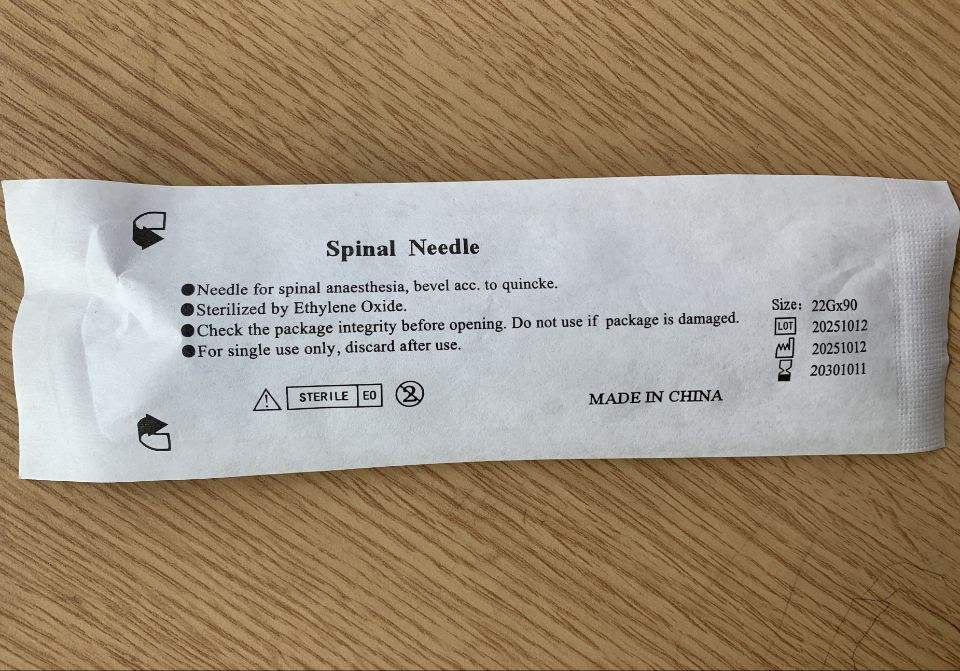 Spinal Needle
●Needle for spinal anaesthesia, bevel acc. to quincke.
●Sterilized by Ethylene Oxide.
●Check the package integrity before opening. Do not use if package is damaged.
●For single use only, discard after use.
Size: 22Gx90
LOT 20251012
20251012
20301011
STERILE EO 2
MADE IN CHINA